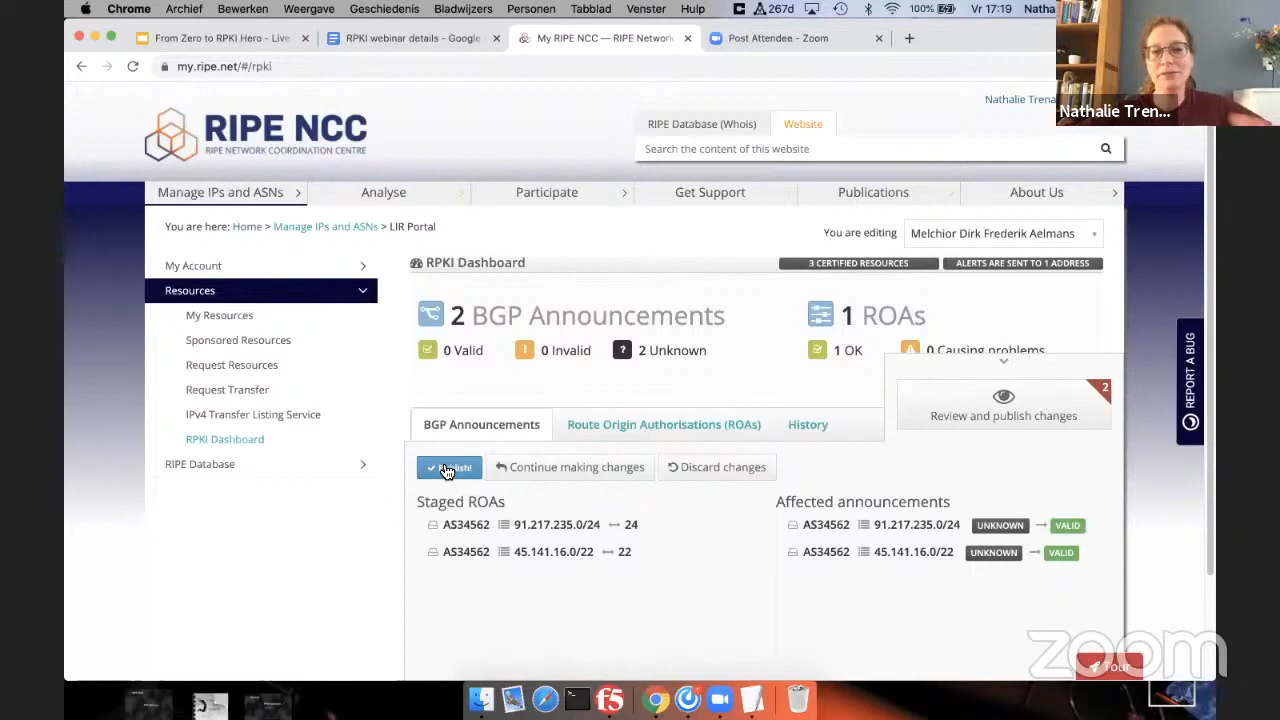 Chrome Archief Bewerken Weergave Geschiedenis Bladwijzers Personen Tabblad Venster Help 267d 100% Vr 17:19 Natha
From Zero to RPKI Hero - Live
RPKI webinar details - Google
My RIPE NCC — RIPE Network
Post Attendee - Zoom
my.ripe.net/#/rpki
Nathalie Tren...
Nathalie Trena
RIPE NCC
RIPE NETWORK COORDINATION CENTRE
RIPE Database (Whois) Website
Search the content of this website
Manage IPs and ASNs Analyse Participate Get Support Publications About Us
You are here: Home > Manage IPs and ASNs > LIR Portal
You are editing Melchior Dirk Frederik Aelmans
My Account
Resources
My Resources
Sponsored Resources
Request Resources
Request Transfer
IPv4 Transfer Listing Service
RPKI Dashboard
RIPE Database
RPKI Dashboard
3 CERTIFIED RESOURCES
ALERTS ARE SENT TO 1 ADDRESS
2 BGP Announcements
0 Valid ! 0 Invalid ? 2 Unknown
1 ROAs
1 OK 0 Causing problems
2
Review and publish changes
BGP Announcements Route Origin Authorisations (ROAs) History
Continue making changes Discard changes
Staged ROAs
AS34562 91.217.235.0/24 ↔ 24
AS34562 45.141.16.0/22 ↔ 22
Affected announcements
AS34562 91.217.235.0/24 UNKNOWN → VALID
AS34562 45.141.16.0/22 UNKNOWN → VALID
REPORT A BUG
Tour
zoom
f5